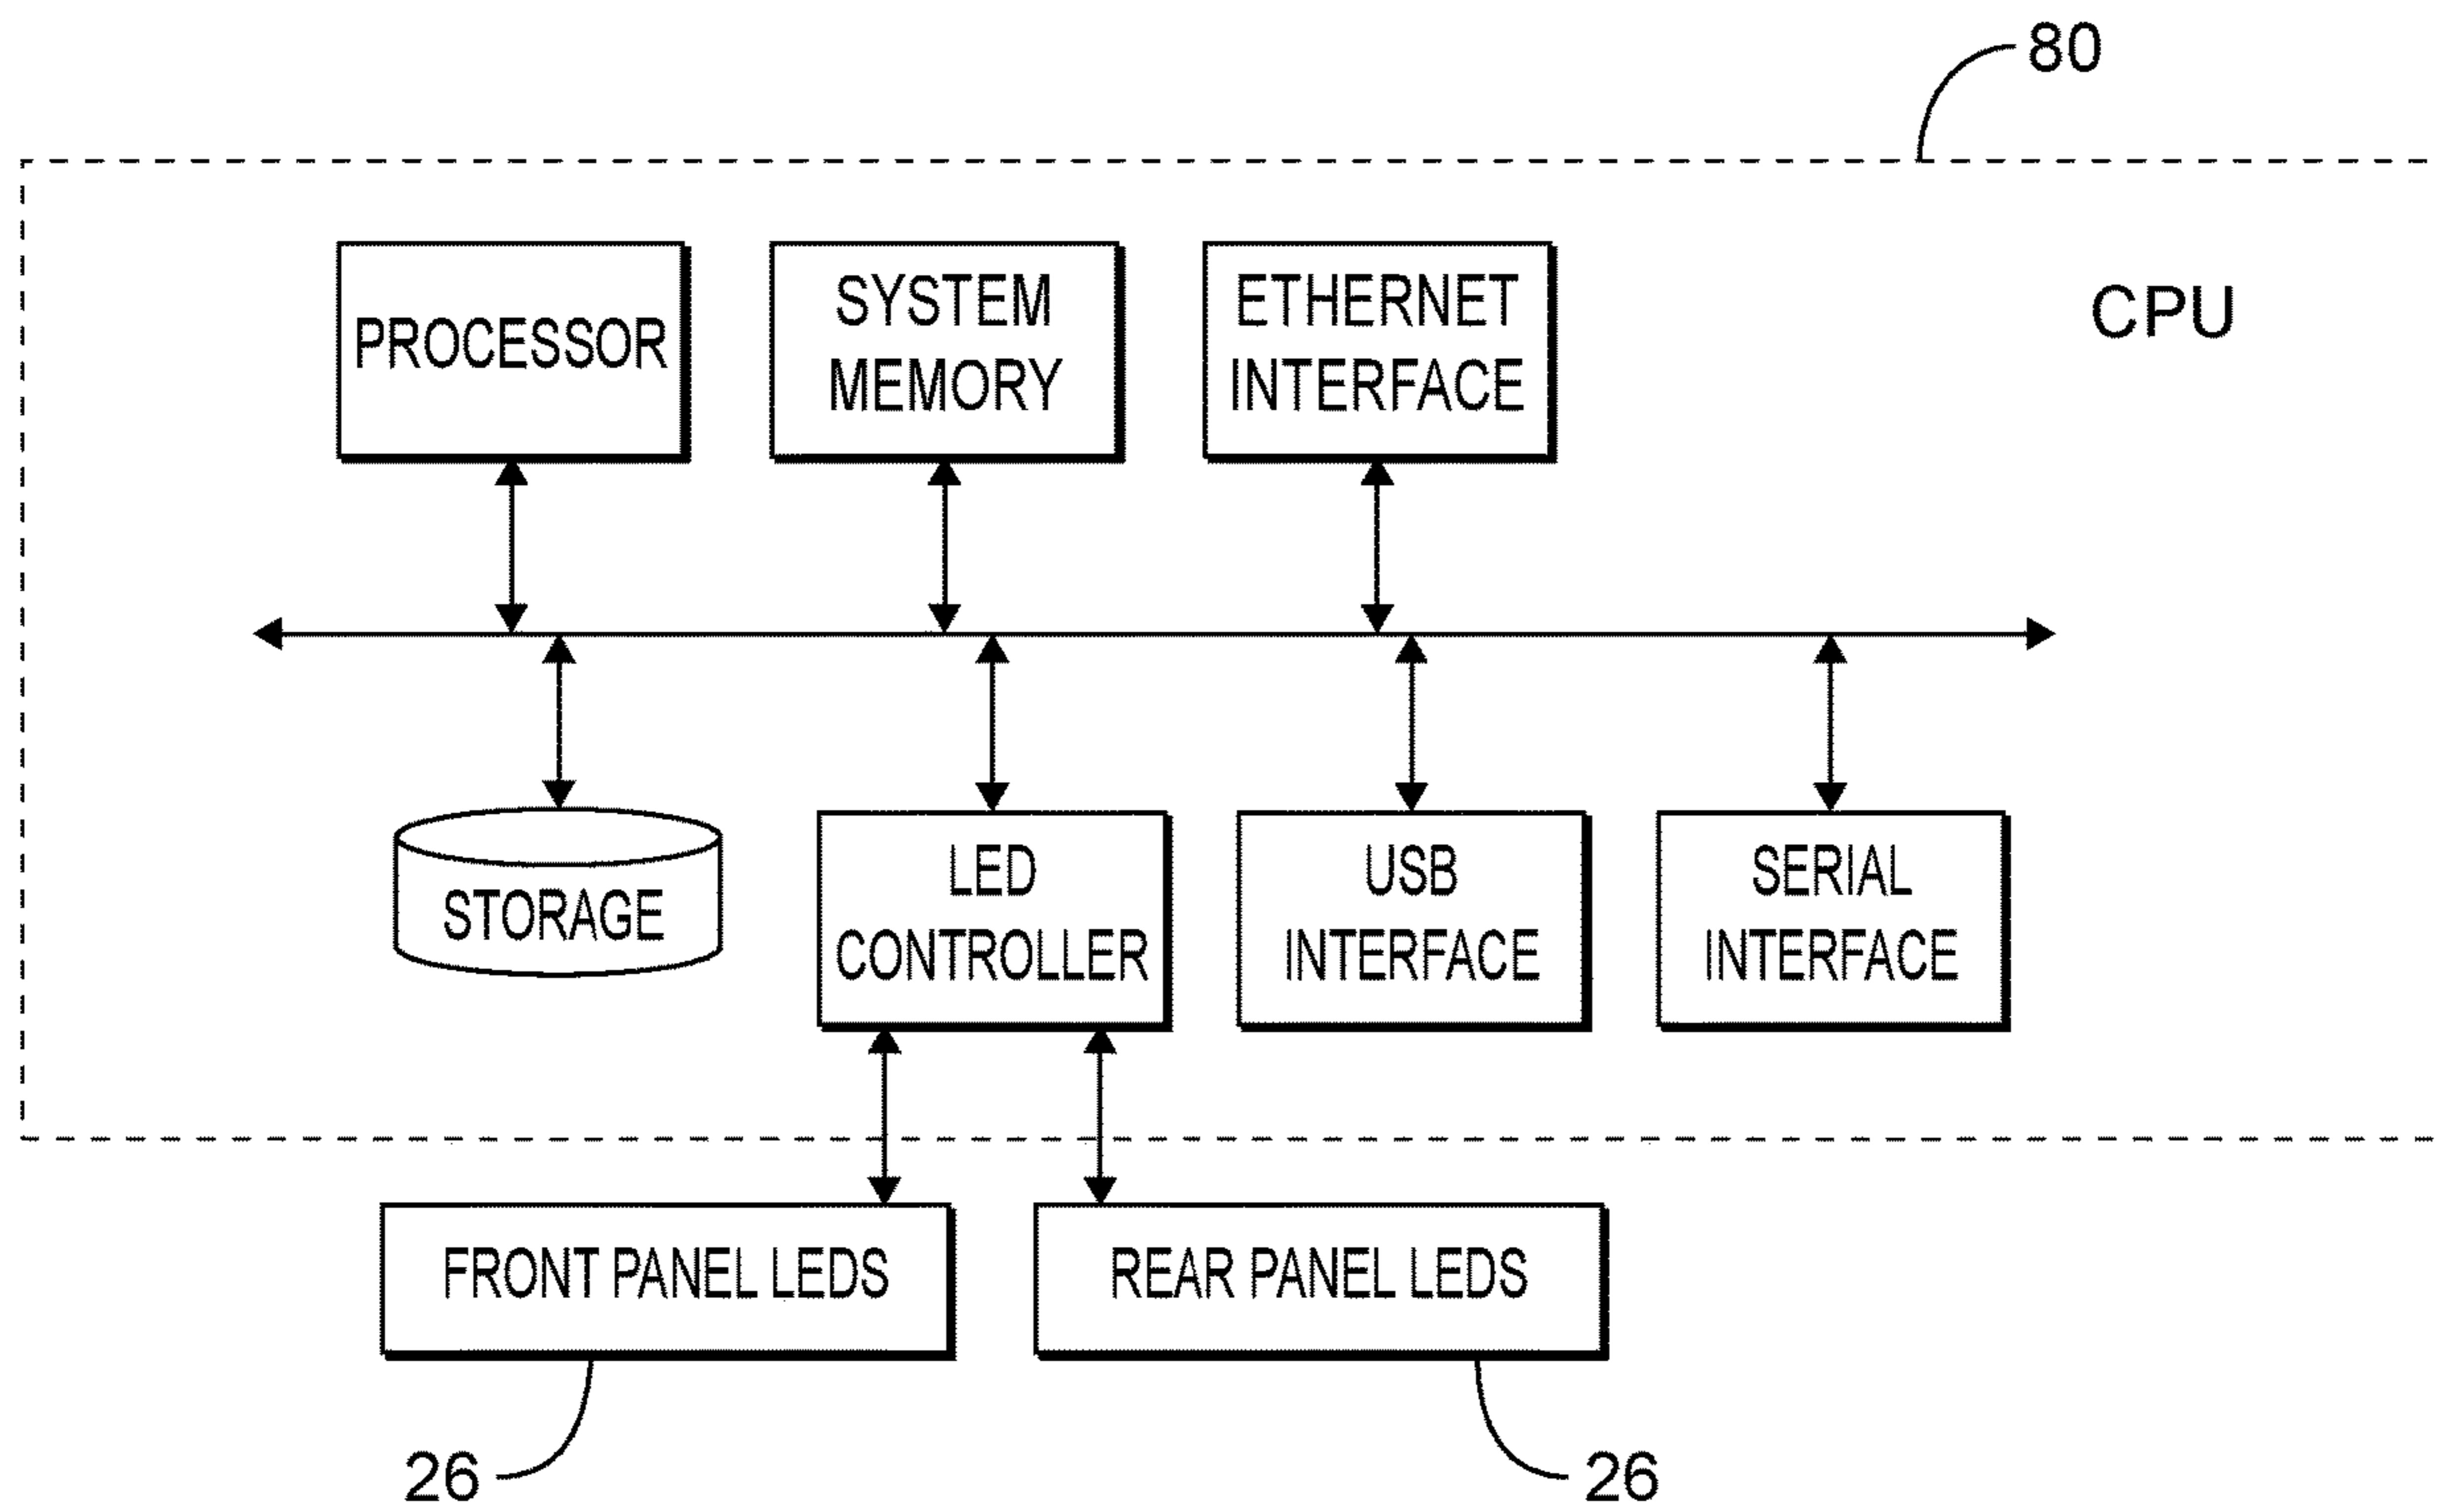 80
PROCESSOR
SYSTEM
MEMORY
ETHERNET
INTERFACE
CPU
STORAGE
LED
CONTROLLER
USB
INTERFACE
SERIAL
INTERFACE
FRONT PANEL LEDS
REAR PANEL LEDS
26
26